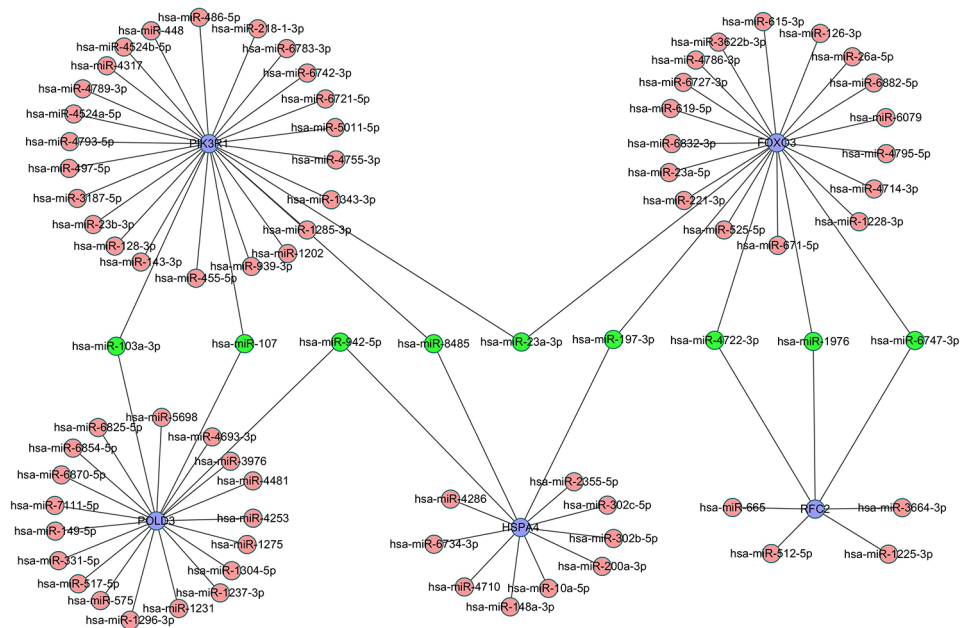 hsa-miR-486-5p
hsa-miR-448
hsa-miR-218-1-3p
hsa-miR-4524b-5p
hsa-miR-6783-3p
hsa-miR-4317
hsa-miR-6742-3p
hsa-miR-4789-3p
hsa-miR-6721-5p
hsa-miR-4524a-5p
hsa-miR-5011-5p
hsa-miR-4793-5p
PIK3R1
hsa-miR-4755-3p
hsa-miR-497-5p
hsa-miR-3187-5p
hsa-miR-1343-3p
hsa-miR-23b-3p
hsa-miR-1285-3p
hsa-miR-128-3p
hsa-miR-1202
hsa-miR-143-3p
hsa-miR-939-3p
hsa-miR-455-5p
hsa-miR-615-3p
hsa-miR-126-3p
hsa-miR-3622b-3p
hsa-miR-4786-3p
hsa-miR-26a-5p
hsa-miR-6727-3p
hsa-miR-6882-5p
hsa-miR-619-5p
hsa-miR-6079
hsa-miR-6832-3p
FOXO3
hsa-miR-4795-5p
hsa-miR-23a-5p
hsa-miR-4714-3p
hsa-miR-221-3p
hsa-miR-1228-3p
hsa-miR-525-5p
hsa-miR-671-5p
hsa-miR-103a-3p
hsa-miR-107
hsa-miR-942-5p
hsa-miR-8485
hsa-miR-23a-3p
hsa-miR-197-3p
hsa-miR-4722-3p
hsa-miR-1976
hsa-miR-6747-3p
hsa-miR-5698
hsa-miR-6825-5p
hsa-miR-4693-3p
hsa-miR-6854-5p
hsa-miR-3976
hsa-miR-6870-5p
hsa-miR-4481
hsa-miR-7111-5p
hsa-miR-4253
POLD3
hsa-miR-149-5p
hsa-miR-1275
hsa-miR-331-5p
hsa-miR-1304-5p
hsa-miR-517-5p
hsa-miR-1237-3p
hsa-miR-575
hsa-miR-1231
hsa-miR-1296-3p
hsa-miR-2355-5p
hsa-miR-4286
hsa-miR-302c-5p
HSPA4
hsa-miR-302b-5p
hsa-miR-6734-3p
hsa-miR-200a-3p
hsa-miR-4710
hsa-miR-10a-5p
hsa-miR-148a-3p
hsa-miR-665
RFC2
hsa-miR-3664-3p
hsa-miR-512-5p
hsa-miR-1225-3p